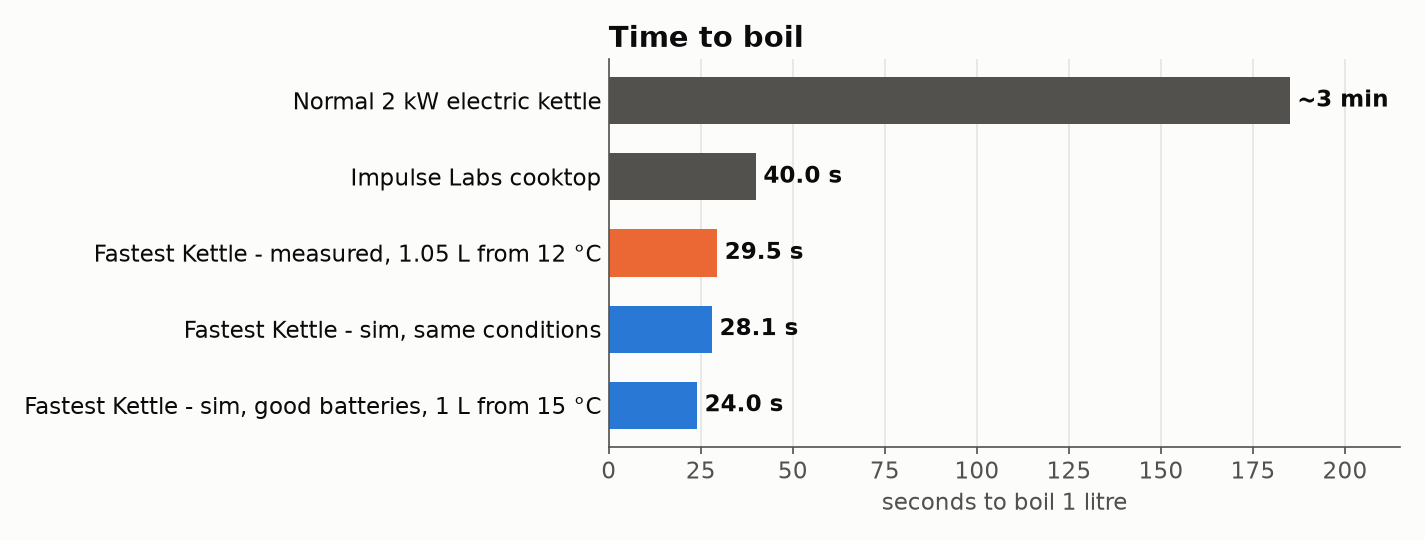 Time to boil
Normal 2 kW electric kettle
~3 min
Impulse Labs cooktop
40.0 s
Fastest Kettle - measured, 1.05 L from 12 °C
29.5 s
Fastest Kettle - sim, same conditions
28.1 s
Fastest Kettle - sim, good batteries, 1 L from 15 °C
24.0 s
0 25 50 75 100 125 150 175 200
seconds to boil 1 litre